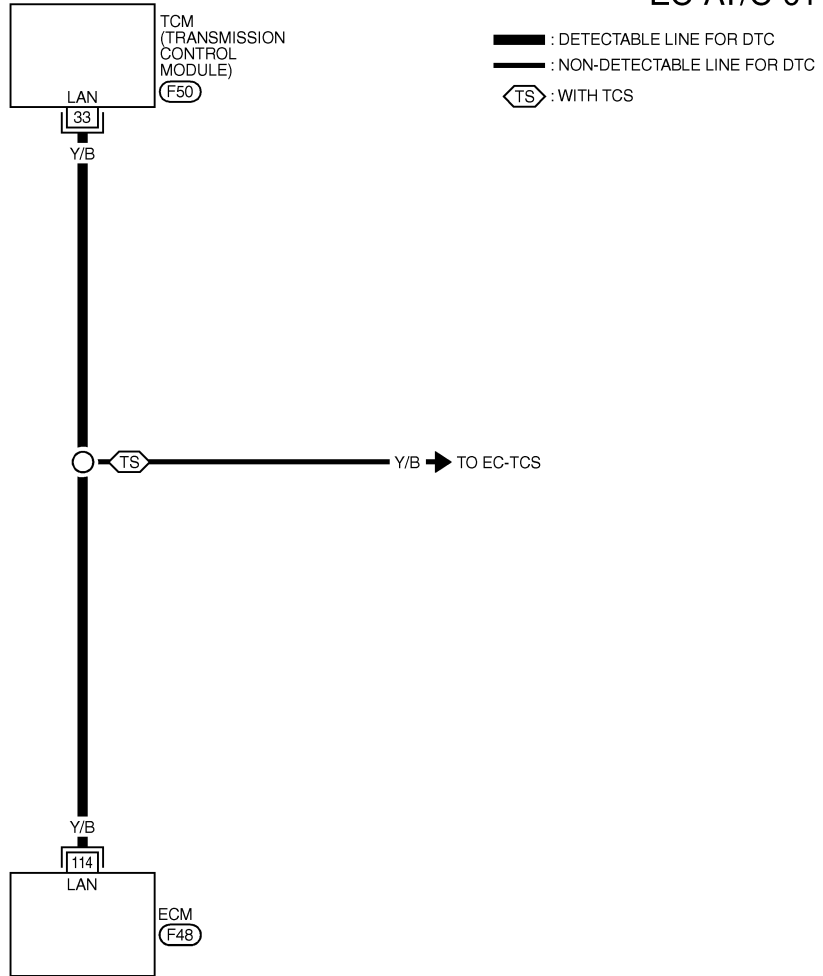 TCM
(TRANSMISSION
CONTROL
MODULE)
F50
: DETECTABLE LINE FOR DTC
: NON-DETECTABLE LINE FOR DTC
TS : WITH TCS
LAN
33
Y/B
TS
Y/B
TO EC-TCS
Y/B
114
LAN
ECM
F48